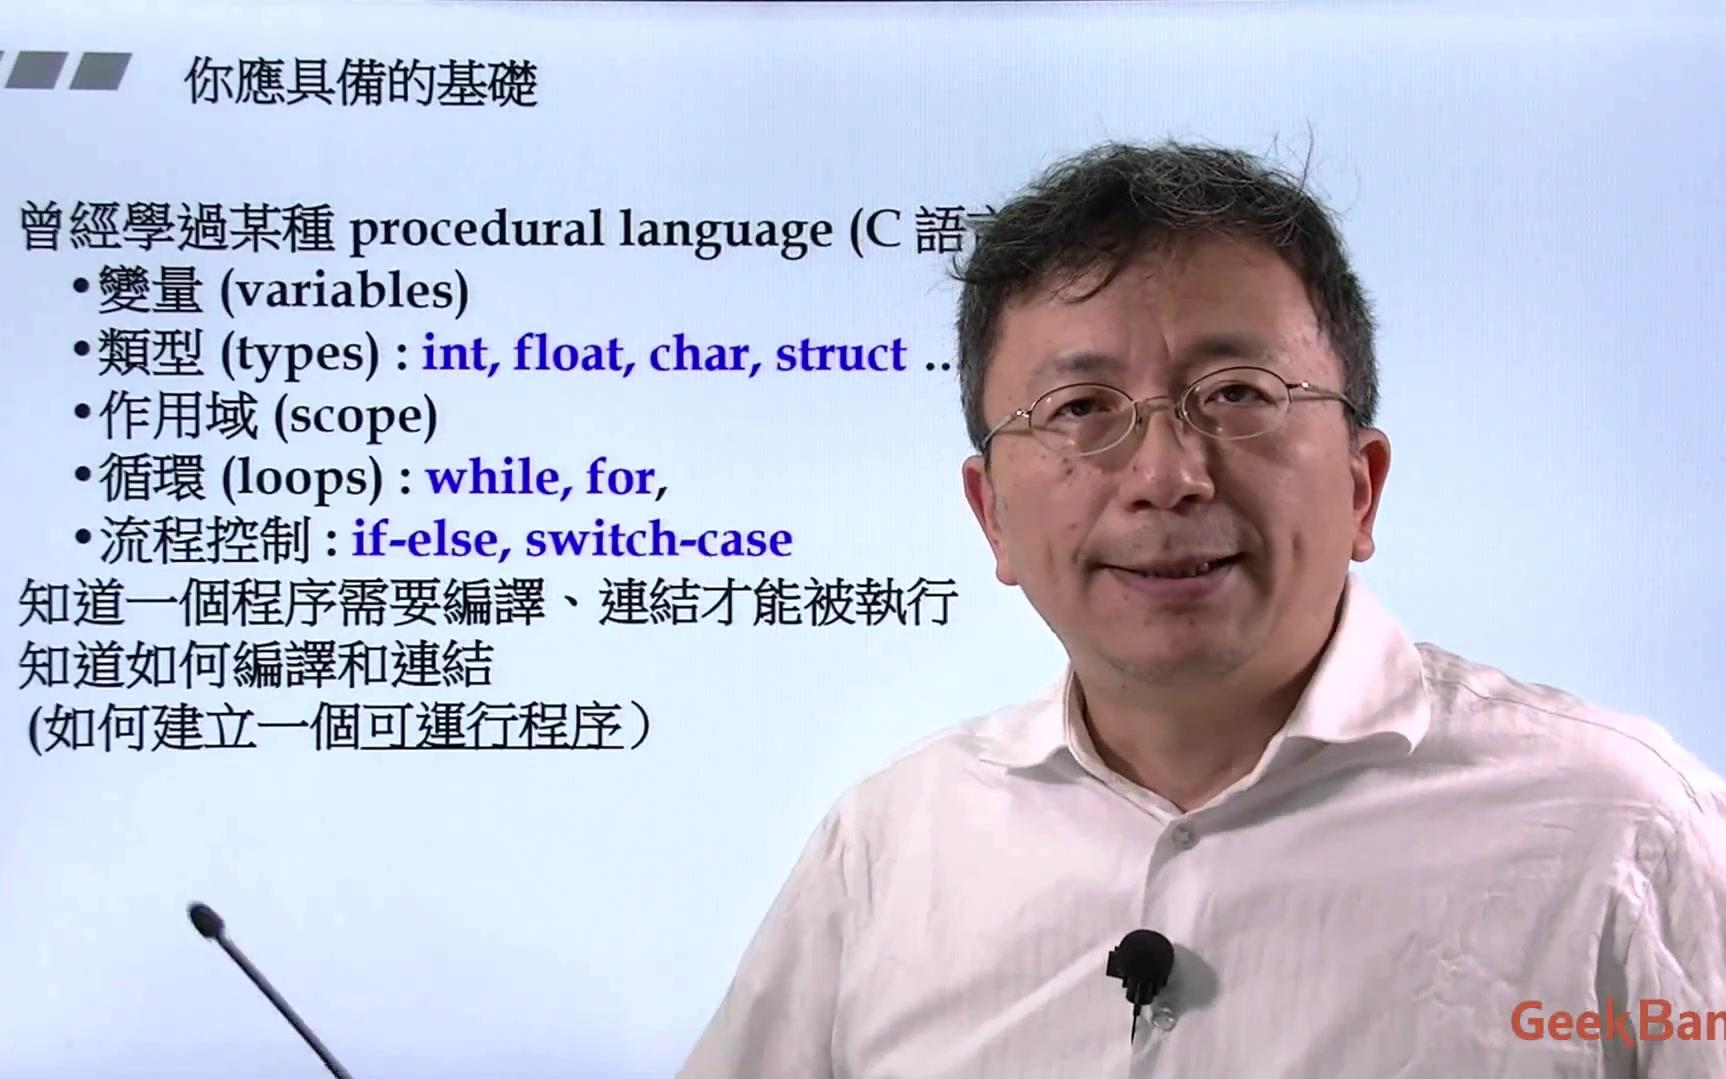 你應具備的基礎
曾經學過某種 procedural language (C 語
•變量 (variables)
•類型 (types) : int, float, char, struct ..
•作用域 (scope)
•循環 (loops) : while, for,
•流程控制 : if-else, switch-case
知道一個程序需要編譯、連結才能被執行
知道如何編譯和連結
(如何建立一個可運行程序）
GeekBan